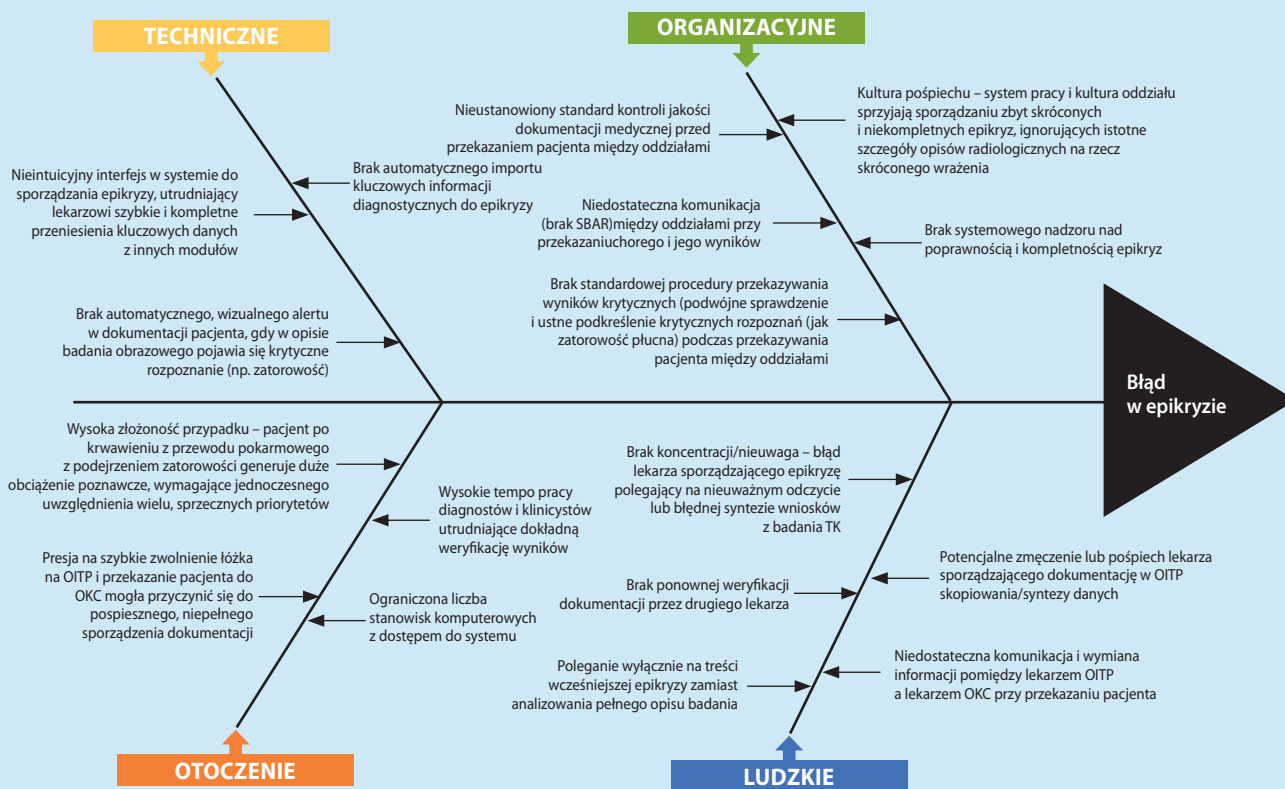 TECHNICZNE
Nieintuicyjny interfejs w systemie do
sporządzania epikryzy, utrudniający
lekarzowi szybkie i kompletne
przeniesienia kluczowych danych
z innych modułów
Brak automatycznego importu
kluczowych informacji
diagnostycznych do epikryzy
Brak automatycznego, wizualnego alertu
w dokumentacji pacjenta, gdy w opisie
badania obrazowego pojawia się krytyczne
rozpoznanie (np. zatorowość)
ORGANIZACYJNE
Nieustanowiony standard kontroli jakości
dokumentacji medycznej przed
przekazaniem pacjenta między oddziałami
Kultura pośpiechu – system pracy i kultura oddziału
sprzyjają sporządzaniu zbyt skróconych
i niekompletnych epikryz, ignorujących istotne
szczegóły opisów radiologicznych na rzecz
skróconego wrażenia
Niedostateczna komunikacja
(brak SBAR)między oddziałami przy
przekazaniuchorego i jego wyników
Brak systemowego nadzoru nad
poprawnością i kompletnością epikryz
Brak standardowej procedury przekazywania
wyników krytycznych (podwójne sprawdzenie
i ustne podkreślenie krytycznych rozpoznań (jak
zatorowość płucna) podczas przekazywania
pacjenta między oddziałami
Błąd
w epikryzie
Wysoka złożoność przypadku – pacjent po
krwawieniu z przewodu pokarmowego
z podejrzeniem zatorowości generuje duże
obciążenie poznawcze, wymagające jednoczesnego
uwzględnienia wielu, sprzecznych priorytetów
Wysokie tempo pracy
diagnostów i klinicystów
utrudniające dokładną
weryfikację wyników
Presja na szybkie zwolnienie łóżka
na OITP i przekazanie pacjenta do
OKC mogła przyczynić się do
pospiesznego, niepełnego
sporządzenia dokumentacji
Ograniczona liczba
stanowisk komputerowych
z dostępem do systemu
OTOCZENIE
Brak koncentracji/nieuwaga – błąd
lekarza sporządzającego epikryzę
polegający na nieuważnym odczycie
lub błędnej syntezie wniosków
z badania TK
Potencjalne zmęczenie lub pośpiech lekarza
sporządzającego dokumentację w OITP
skopiowania/syntezy danych
Brak ponownej weryfikacji
dokumentacji przez drugiego lekarza
Niedostateczna komunikacja i wymiana
informacji pomiędzy lekarzem OITP
a lekarzem OKC przy przekazaniu pacjenta
Poleganie wyłącznie na treści
wcześniejszej epikryzy zamiast
analizowania pełnego opisu badania
LUDZKIE